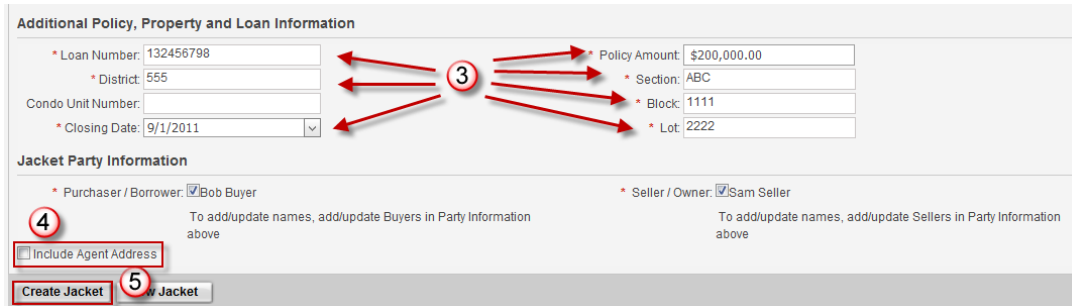 Additional Policy, Property and Loan Information
* Loan Number: 132456798
* Policy Amount: $200,000.00
* District: 555
* Section: ABC
Condo Unit Number:
* Block: 1111
* Closing Date: 9/1/2011
* Lot: 2222
3
Jacket Party Information
* Purchaser / Borrower: Bob Buyer
* Seller / Owner: Sam Seller
To add/update names, add/update Buyers in Party Information
above
To add/update names, add/update Sellers in Party Information
above
4
Include Agent Address
5
Create Jacket
Jacket